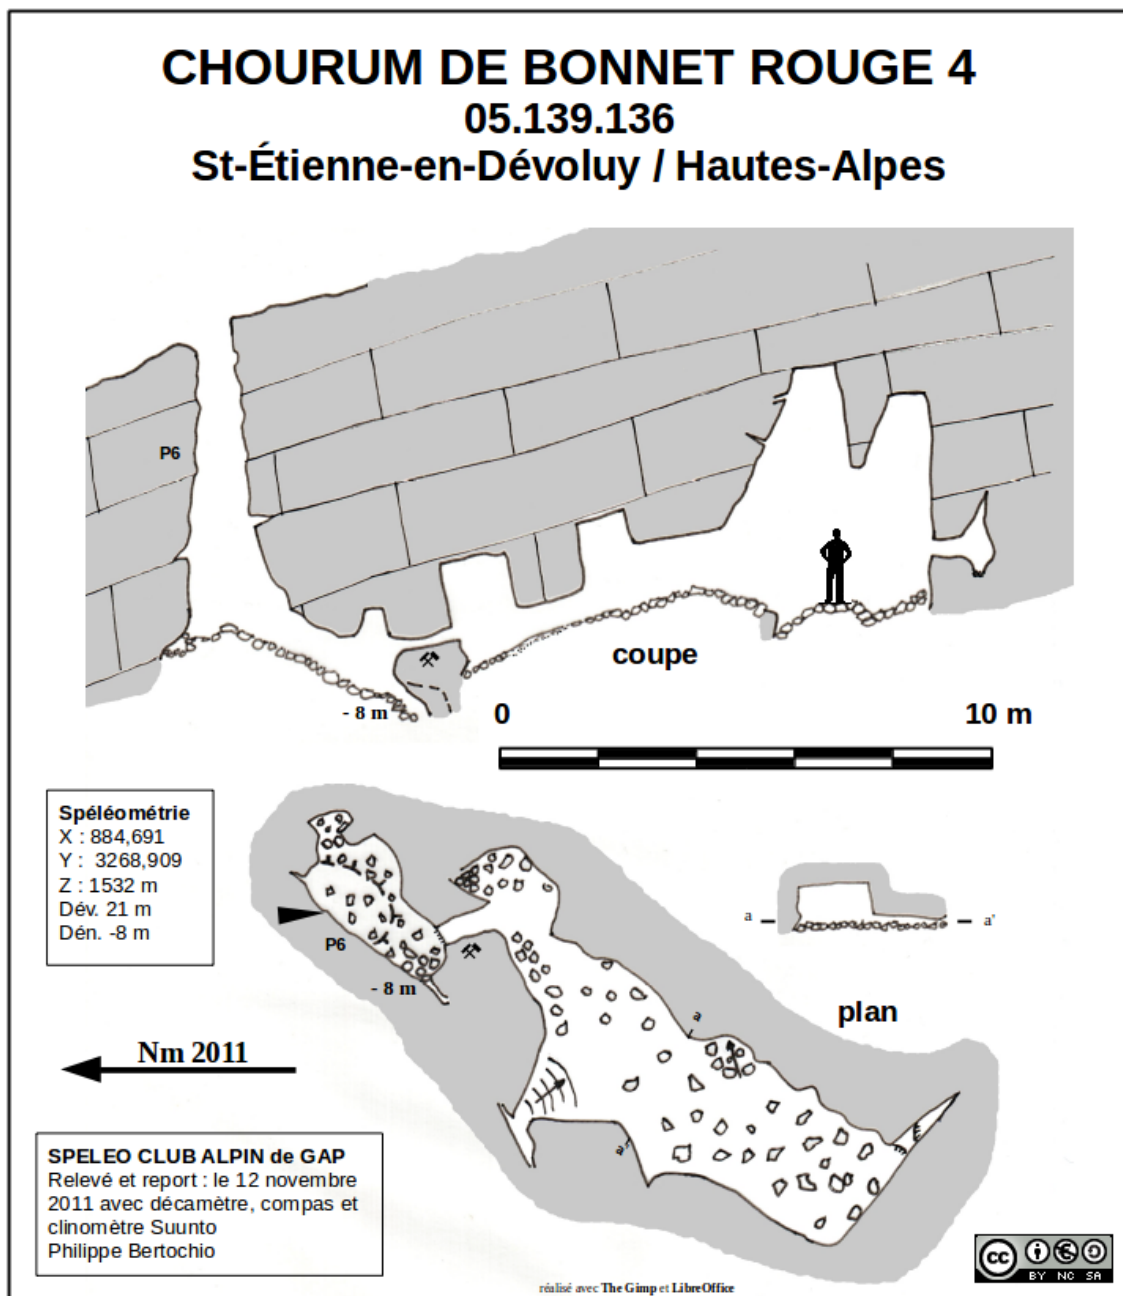 CHOURUM DE BONNET ROUGE 4
05.139.136
St-Étienne-en-Dévoluy / Hautes-Alpes
P6
coupe
- 8 m
0
10 m
Spéléométrie
X : 884,691
Y : 3268,909
Z : 1532 m
Dév. 21 m
Dén. -8 m
P6
- 8 m
a
a'
plan
a
a'
Nm 2011
SPELEO CLUB ALPIN de GAP
Relevé et report : le 12 novembre
2011 avec décamètre, compas et
clinomètre Suunto
Philippe Bertochio
réalisé avec The Gimp et LibreOffice
cc
BY NC SA